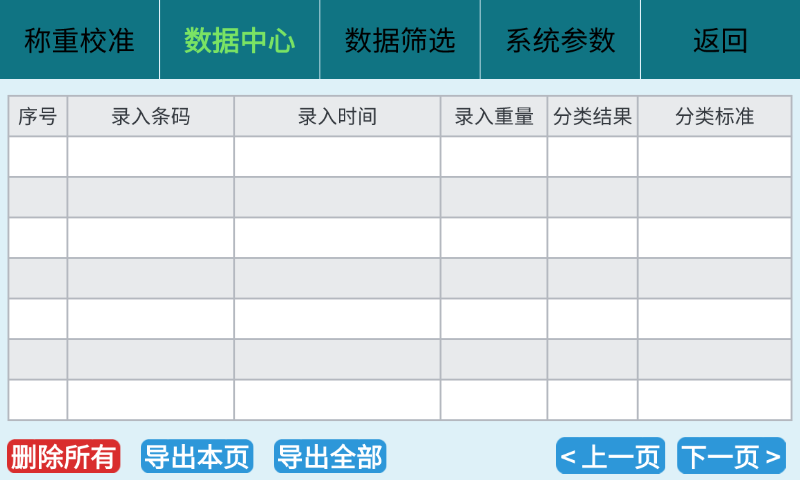 称重校准 数据中心 数据筛选 系统参数 返回
序号 录入条码 录入时间 录入重量 分类结果 分类标准
删除所有 导出本页 导出全部 < 上一页 下一页 >